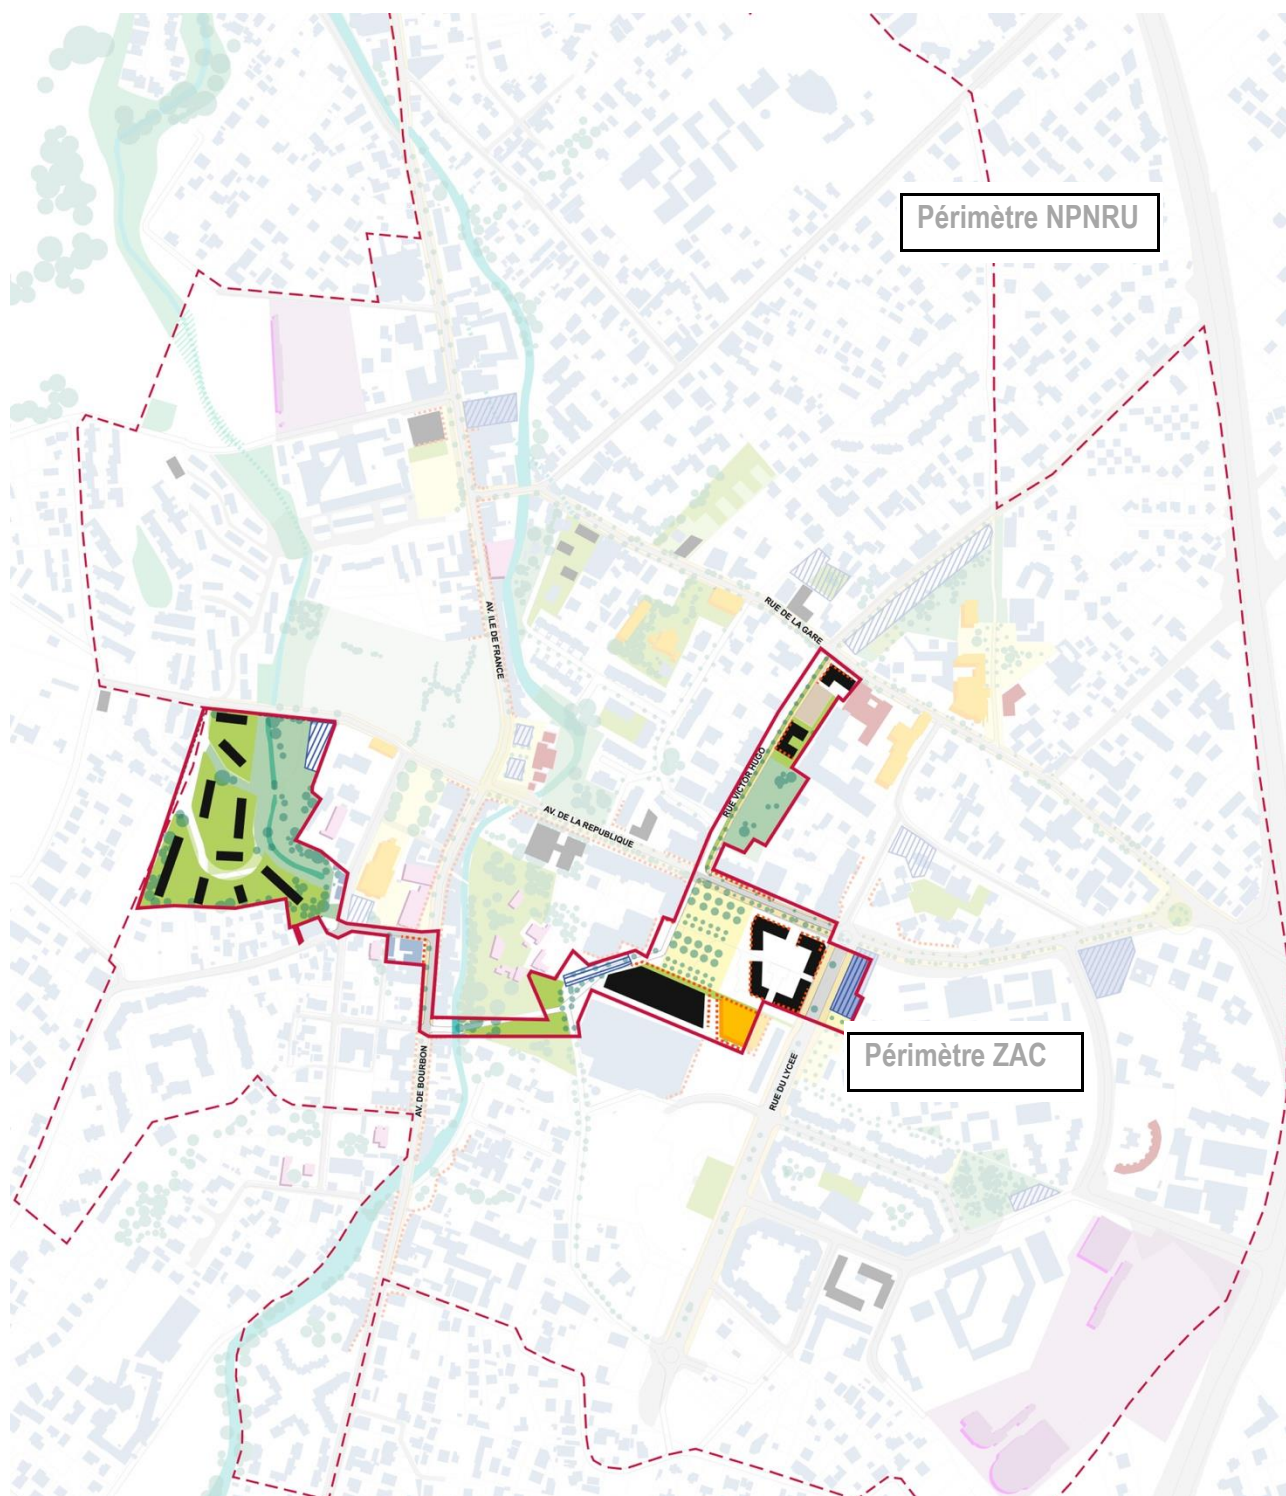 Périmètre NPNRU
AV. ILE DE FRANCE
RUE DE LA GARE
RUE VICTOR HUGO
AV. DE LA REPUBLIQUE
Périmètre ZAC
AV. DE BOURBON
RUE DU LYCEE